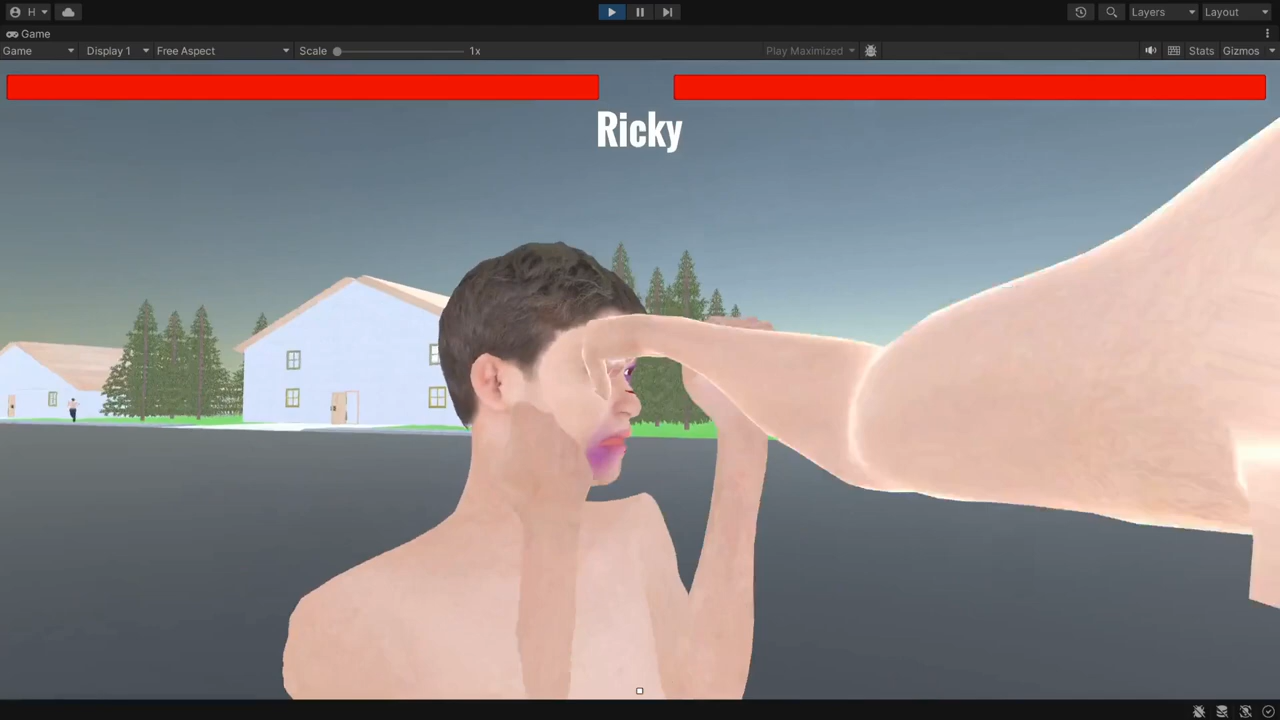 H
Layers
Layout
Game
Game
Display 1
Free Aspect
Scale
1x
Play Maximized
Stats
Gizmos
Ricky